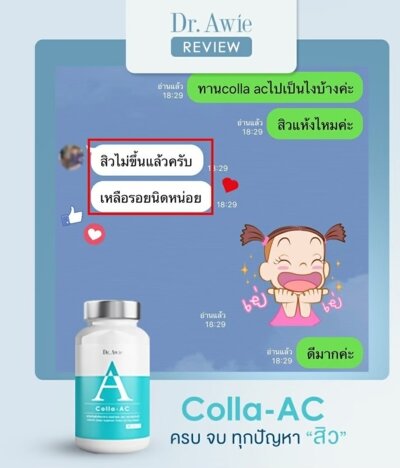 Dr. Awie
REVIEW
อ่านแล้ว
18:29
ทานcolla acไปเป็นไงบ้างค่ะ
อ่านแล้ว
18:29
สิวแห้งไหมค่ะ
สิวไม่ขึ้นแล้วครับ
18:29
เหลือรอยนิดหน่อย
18:29
เย่
เย่
อ่านแล้ว
18:29
อ่านแล้ว
18:29
ดีมากค่ะ
Dr. Awie
A
Colla-AC
Colla-AC
ครบ จบ ทุกปัญหา “สิว”